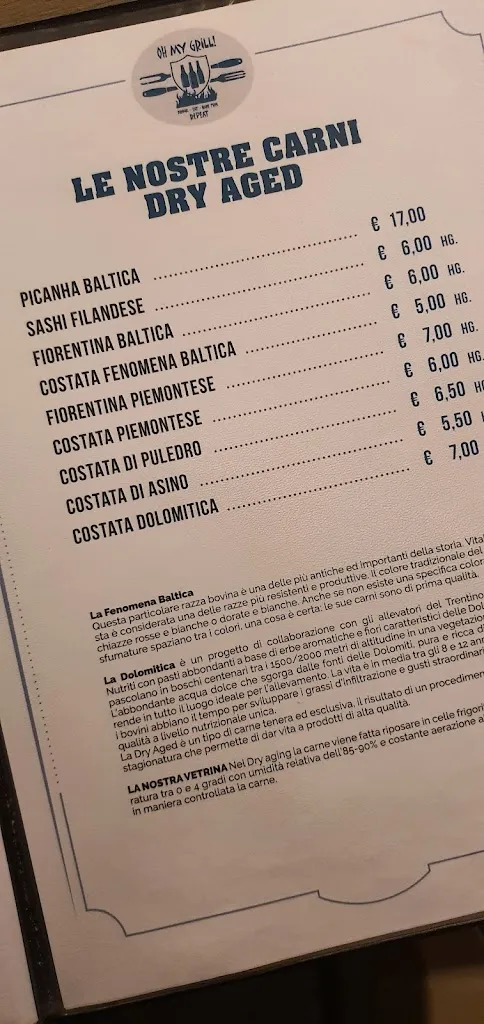 OH MY GRILL!
REPEAT
LE NOSTRE CARNI
DRY AGED
PICANHA BALTICA € 17,00
SASHI FILANDESE € 6,00 HG.
FIORENTINA BALTICA € 6,00 HG.
COSTATA FENOMENA BALTICA € 5,00 HG.
FIORENTINA PIEMONTESE € 7,00 HG.
COSTATA PIEMONTESE € 6,00 HG.
COSTATA DI PULEDRO € 6,50
COSTATA DI ASINO € 5,50
COSTATA DOLOMITICA € 7,00
La Fenomena Baltica
Questa particolare razza bovina è una delle più antiche ed importanti della storia.
sta è considerata una delle razze più resistenti e produttive. Il colore tradizionale del
chiazze rosse e bianche o dorate e bianche. Anche se non esiste una specifica
sfumature spaziano tra i colori, una cosa è certa: le sue carni sono di prima qualità.
La Dolomitica è un progetto di collaborazione con gli allevatori del Trentino
Nutriti con pasti abbondanti a base di erbe aromatiche e fiori caratteristici delle
pascolano in boschi centenari tra i 1500/2000 metri di altitudine in una
L'abbondante acqua dolce che sgorga dalle fonti delle Dolomiti, pura e ricca
rende in tutto il luogo ideale per l'allevamento. La vita è in media tra gli 8 e 12
i bovini abbiano il tempo per sviluppare i grassi d'infiltrazione e gusti
qualità a livello nutrizionale unica.
La Dry Aged è un tipo di carne tenera ed esclusiva. Il risultato di un
stagionatura che permette di dar vita a prodotti di alta qualità.
LA NOSTRA VETRINA Nel Dry aging la carne viene fatta riposare in celle
ratura tra 0 e 4 gradi con umidità relativa dell'85-90% e costante aerazione
in maniera controllata la carne.